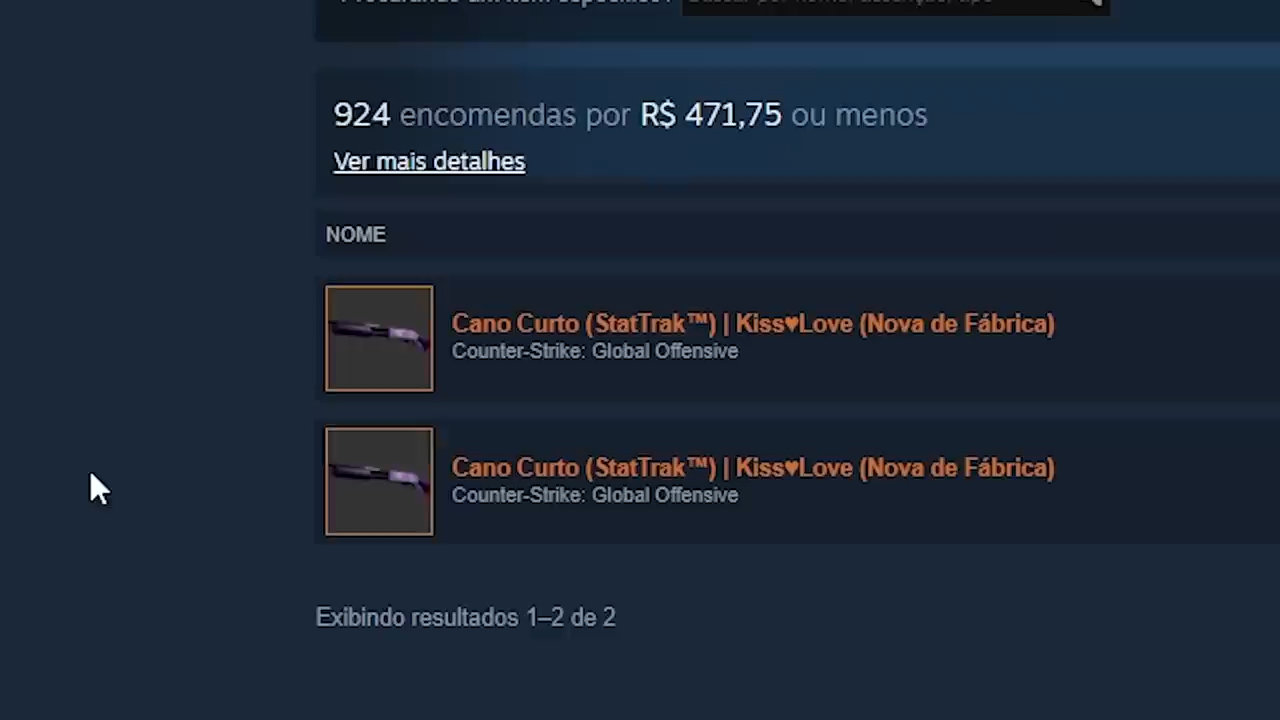 924 encomendas por R$ 471,75 ou menos
Ver mais detalhes
NOME
Cano Curto (StatTrak™) | Kiss♥Love (Nova de Fábrica)
Counter-Strike: Global Offensive
Cano Curto (StatTrak™) | Kiss♥Love (Nova de Fábrica)
Counter-Strike: Global Offensive
Exibindo resultados 1–2 de 2